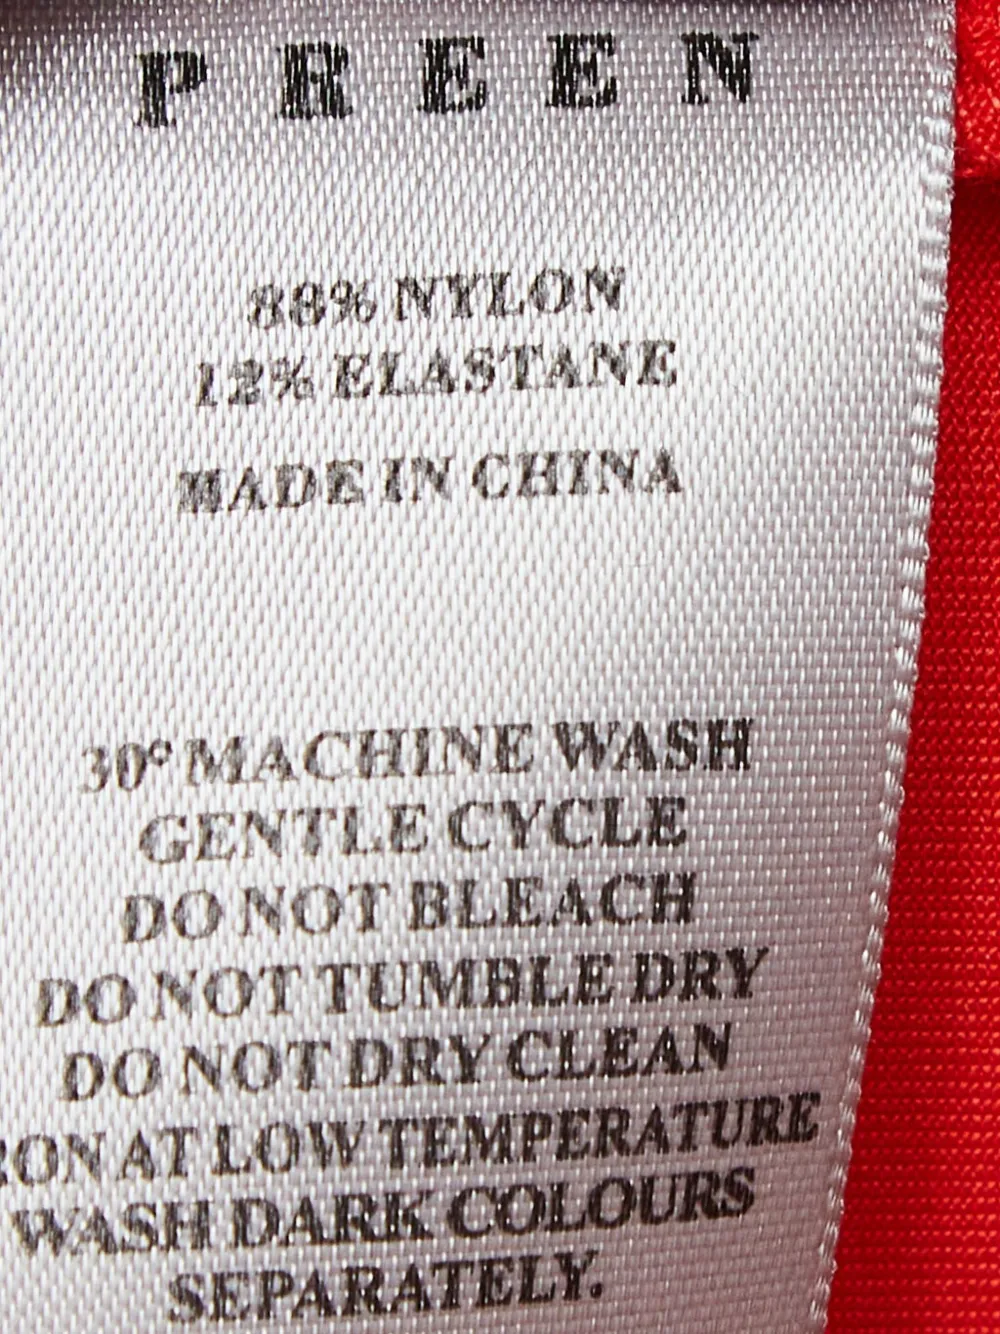 PREEN
88% NYLON
12% ELASTANE
MADE IN CHINA
30° MACHINE WASH
GENTLE CYCLE
DO NOT BLEACH
DO NOT TUMBLE DRY
DO NOT DRY CLEAN
RON AT LOW TEMPERATURE
WASH DARK COLOURS
SEPARATELY.